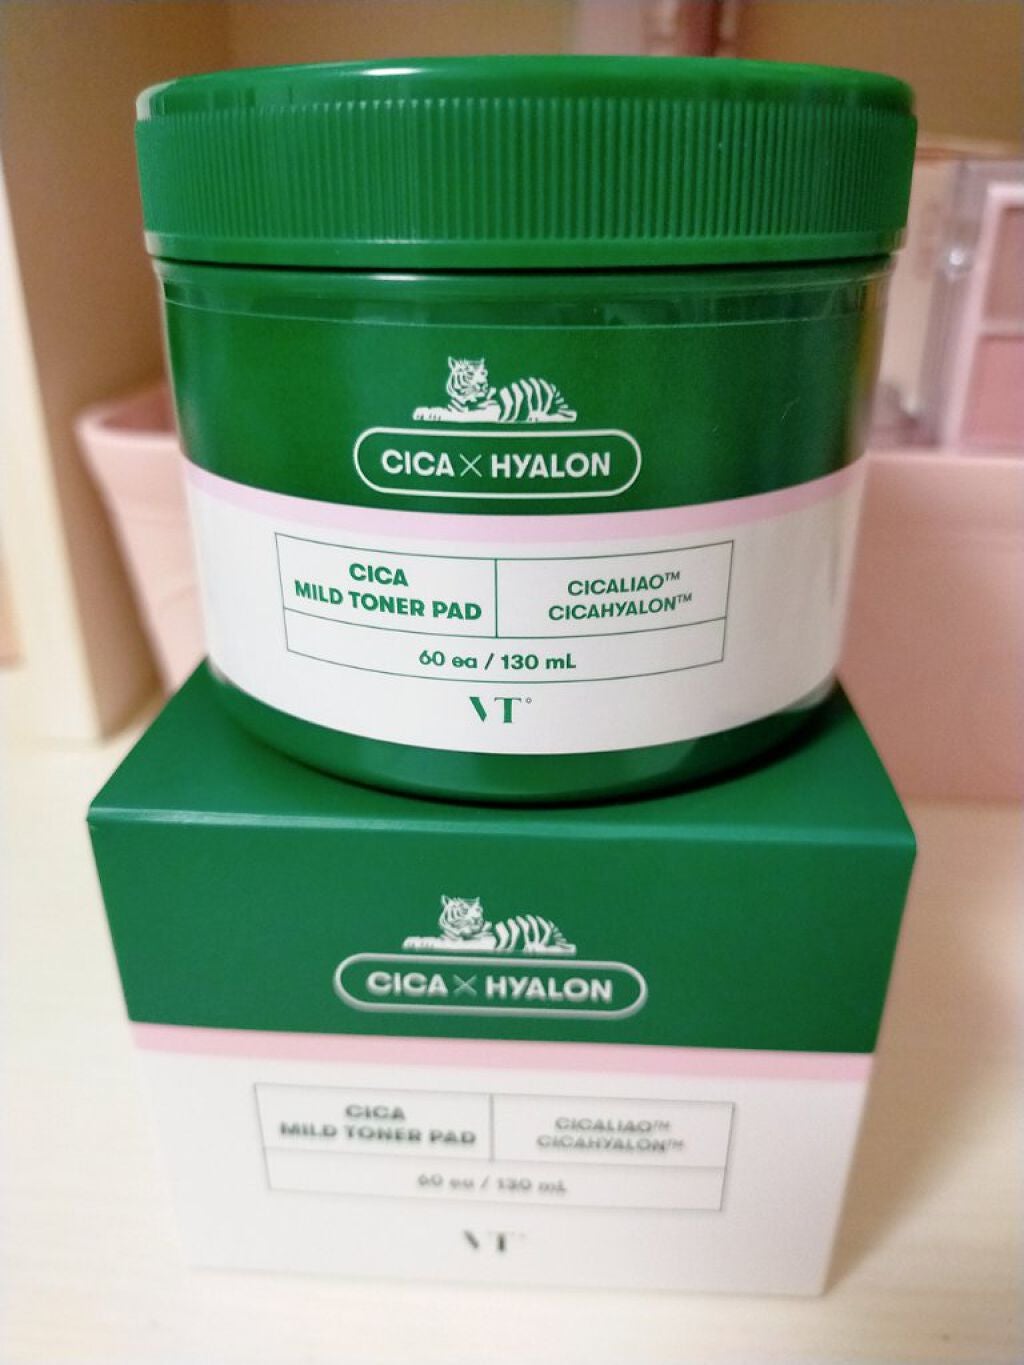 CICA X HYALON
CICA
MILD TONER PAD
CICALIAO™
CICAHYALON™
60 ea / 130 mL
VT°
CICA X HYALON
CICA
MILD TONER PAD
CICALIAO™
CICAHYALON™
60 ea / 130 mL
VT°